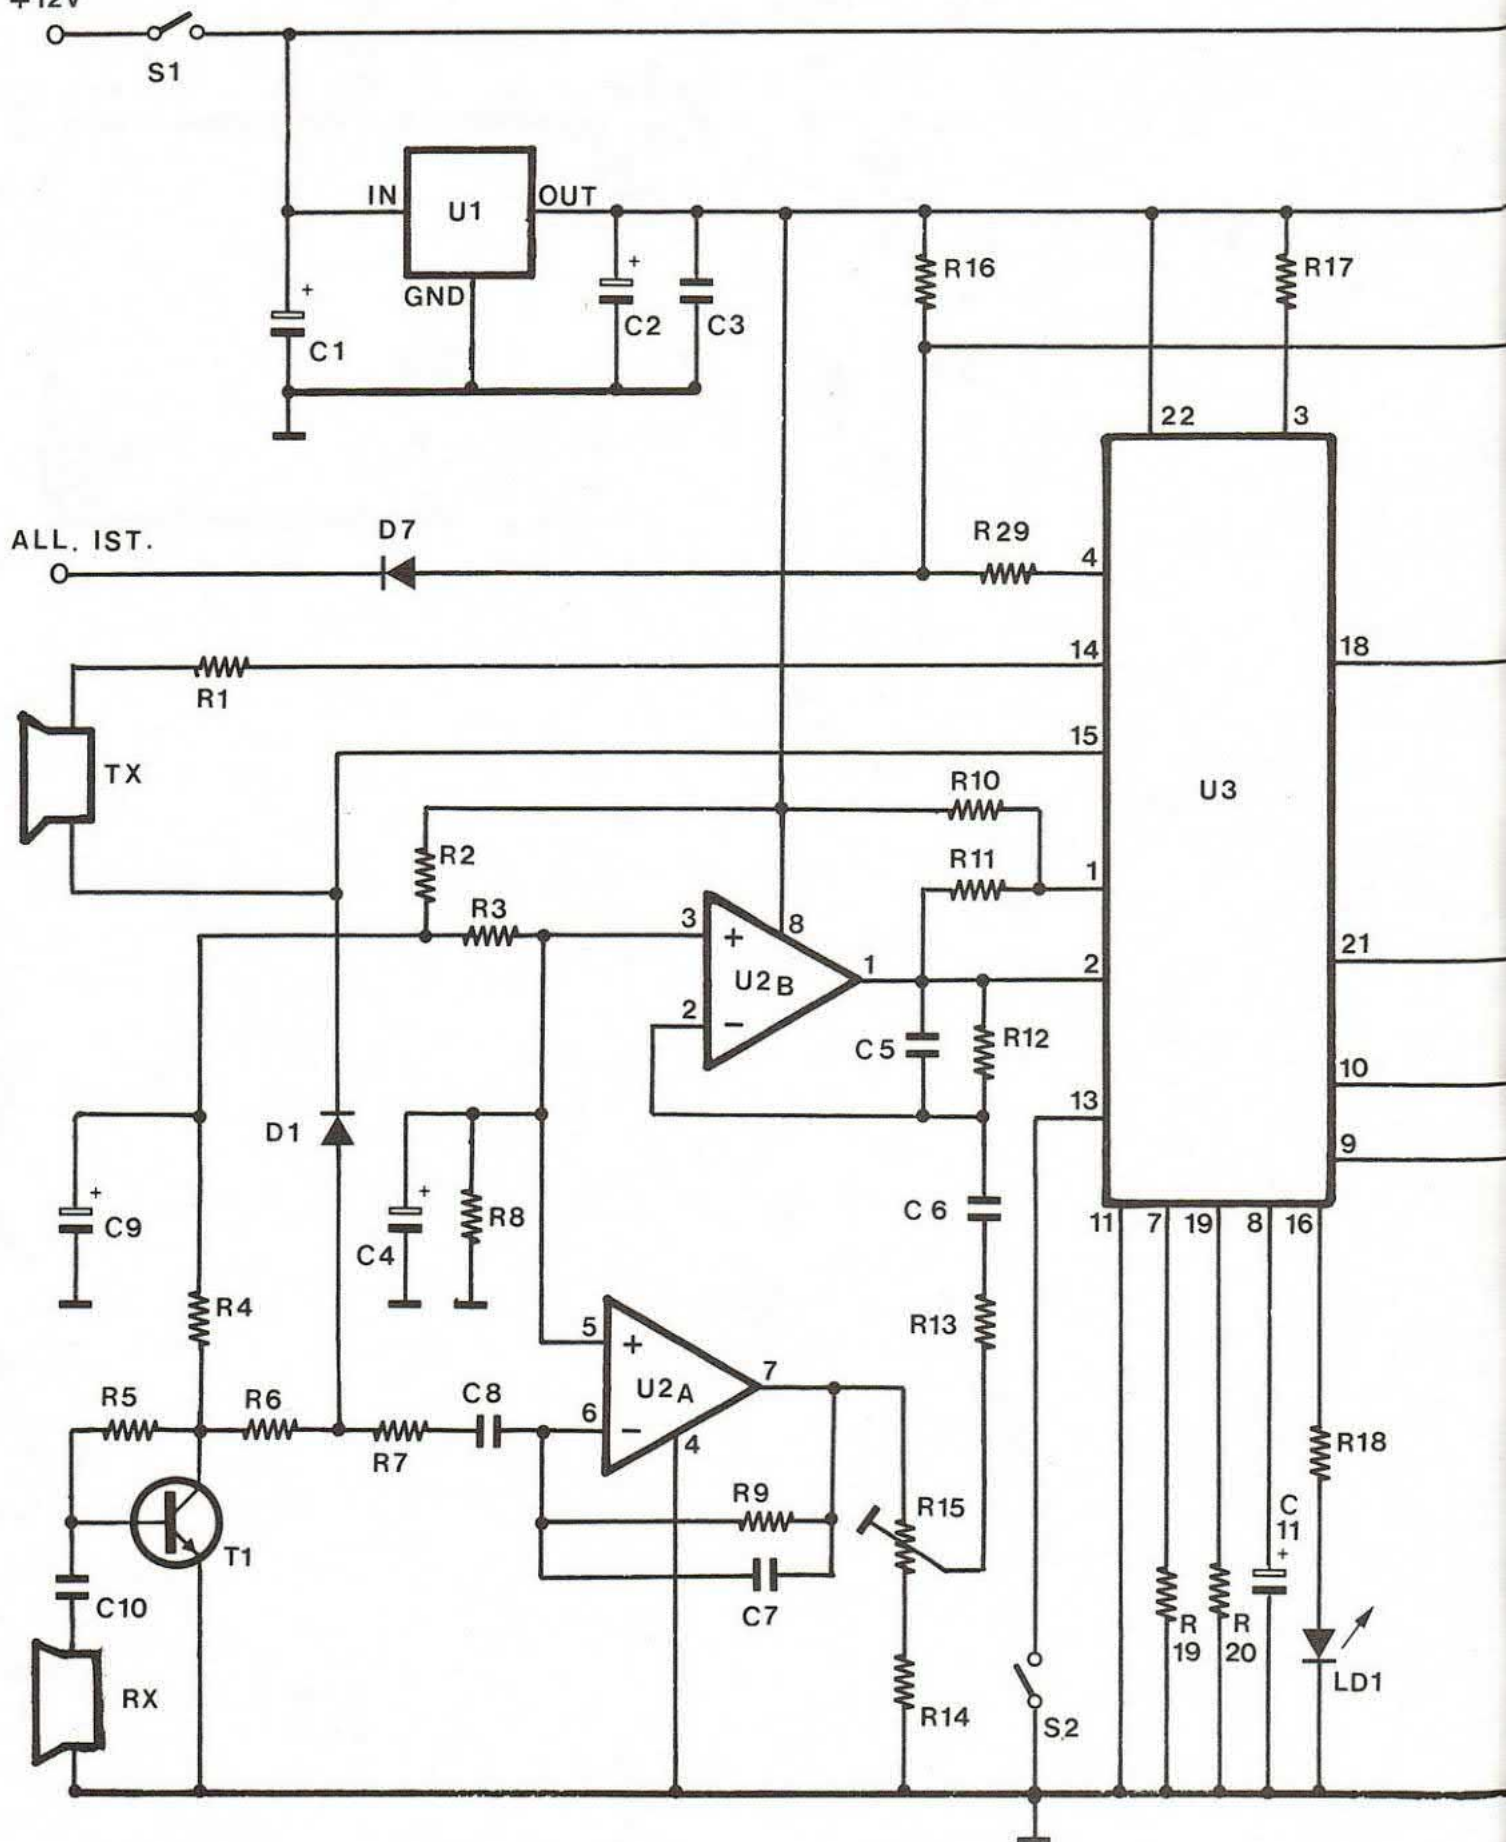 +12V
S1
IN
U1
OUT
GND
+
C1
+
C2
C3
R16
R17
22
3
ALL. IST.
D7
R29
4
14
18
R1
TX
15
U3
R10
R2
R11
1
R3
3
+
8
U2B
1
2
21
2
−
C5
R12
D1
13
10
9
+
C9
+
C4
R8
C6
11
7
19
8
16
R4
R13
5
+
U2A
7
R5
R6
C8
6
−
4
R7
R18
R9
R15
C
11
+
T1
C10
C7
R
19
R
20
LD1
RX
R14
S2